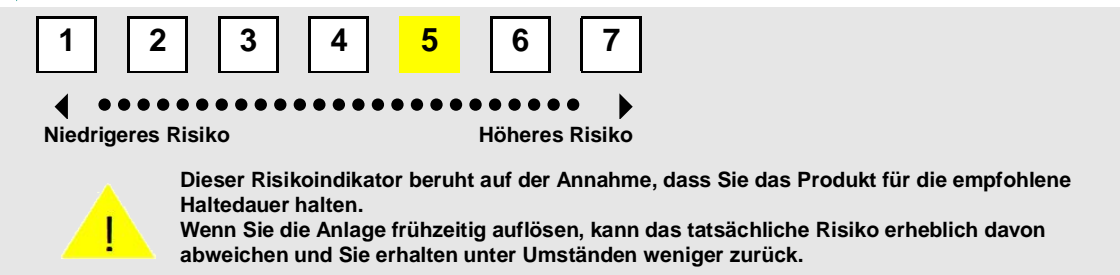 1 2 3 4 5 6 7
Niedrigeres Risiko Höheres Risiko
!
Dieser Risikoindikator beruht auf der Annahme, dass Sie das Produkt für die empfohlene
Haltedauer halten.
Wenn Sie die Anlage frühzeitig auflösen, kann das tatsächliche Risiko erheblich davon
abweichen und Sie erhalten unter Umständen weniger zurück.